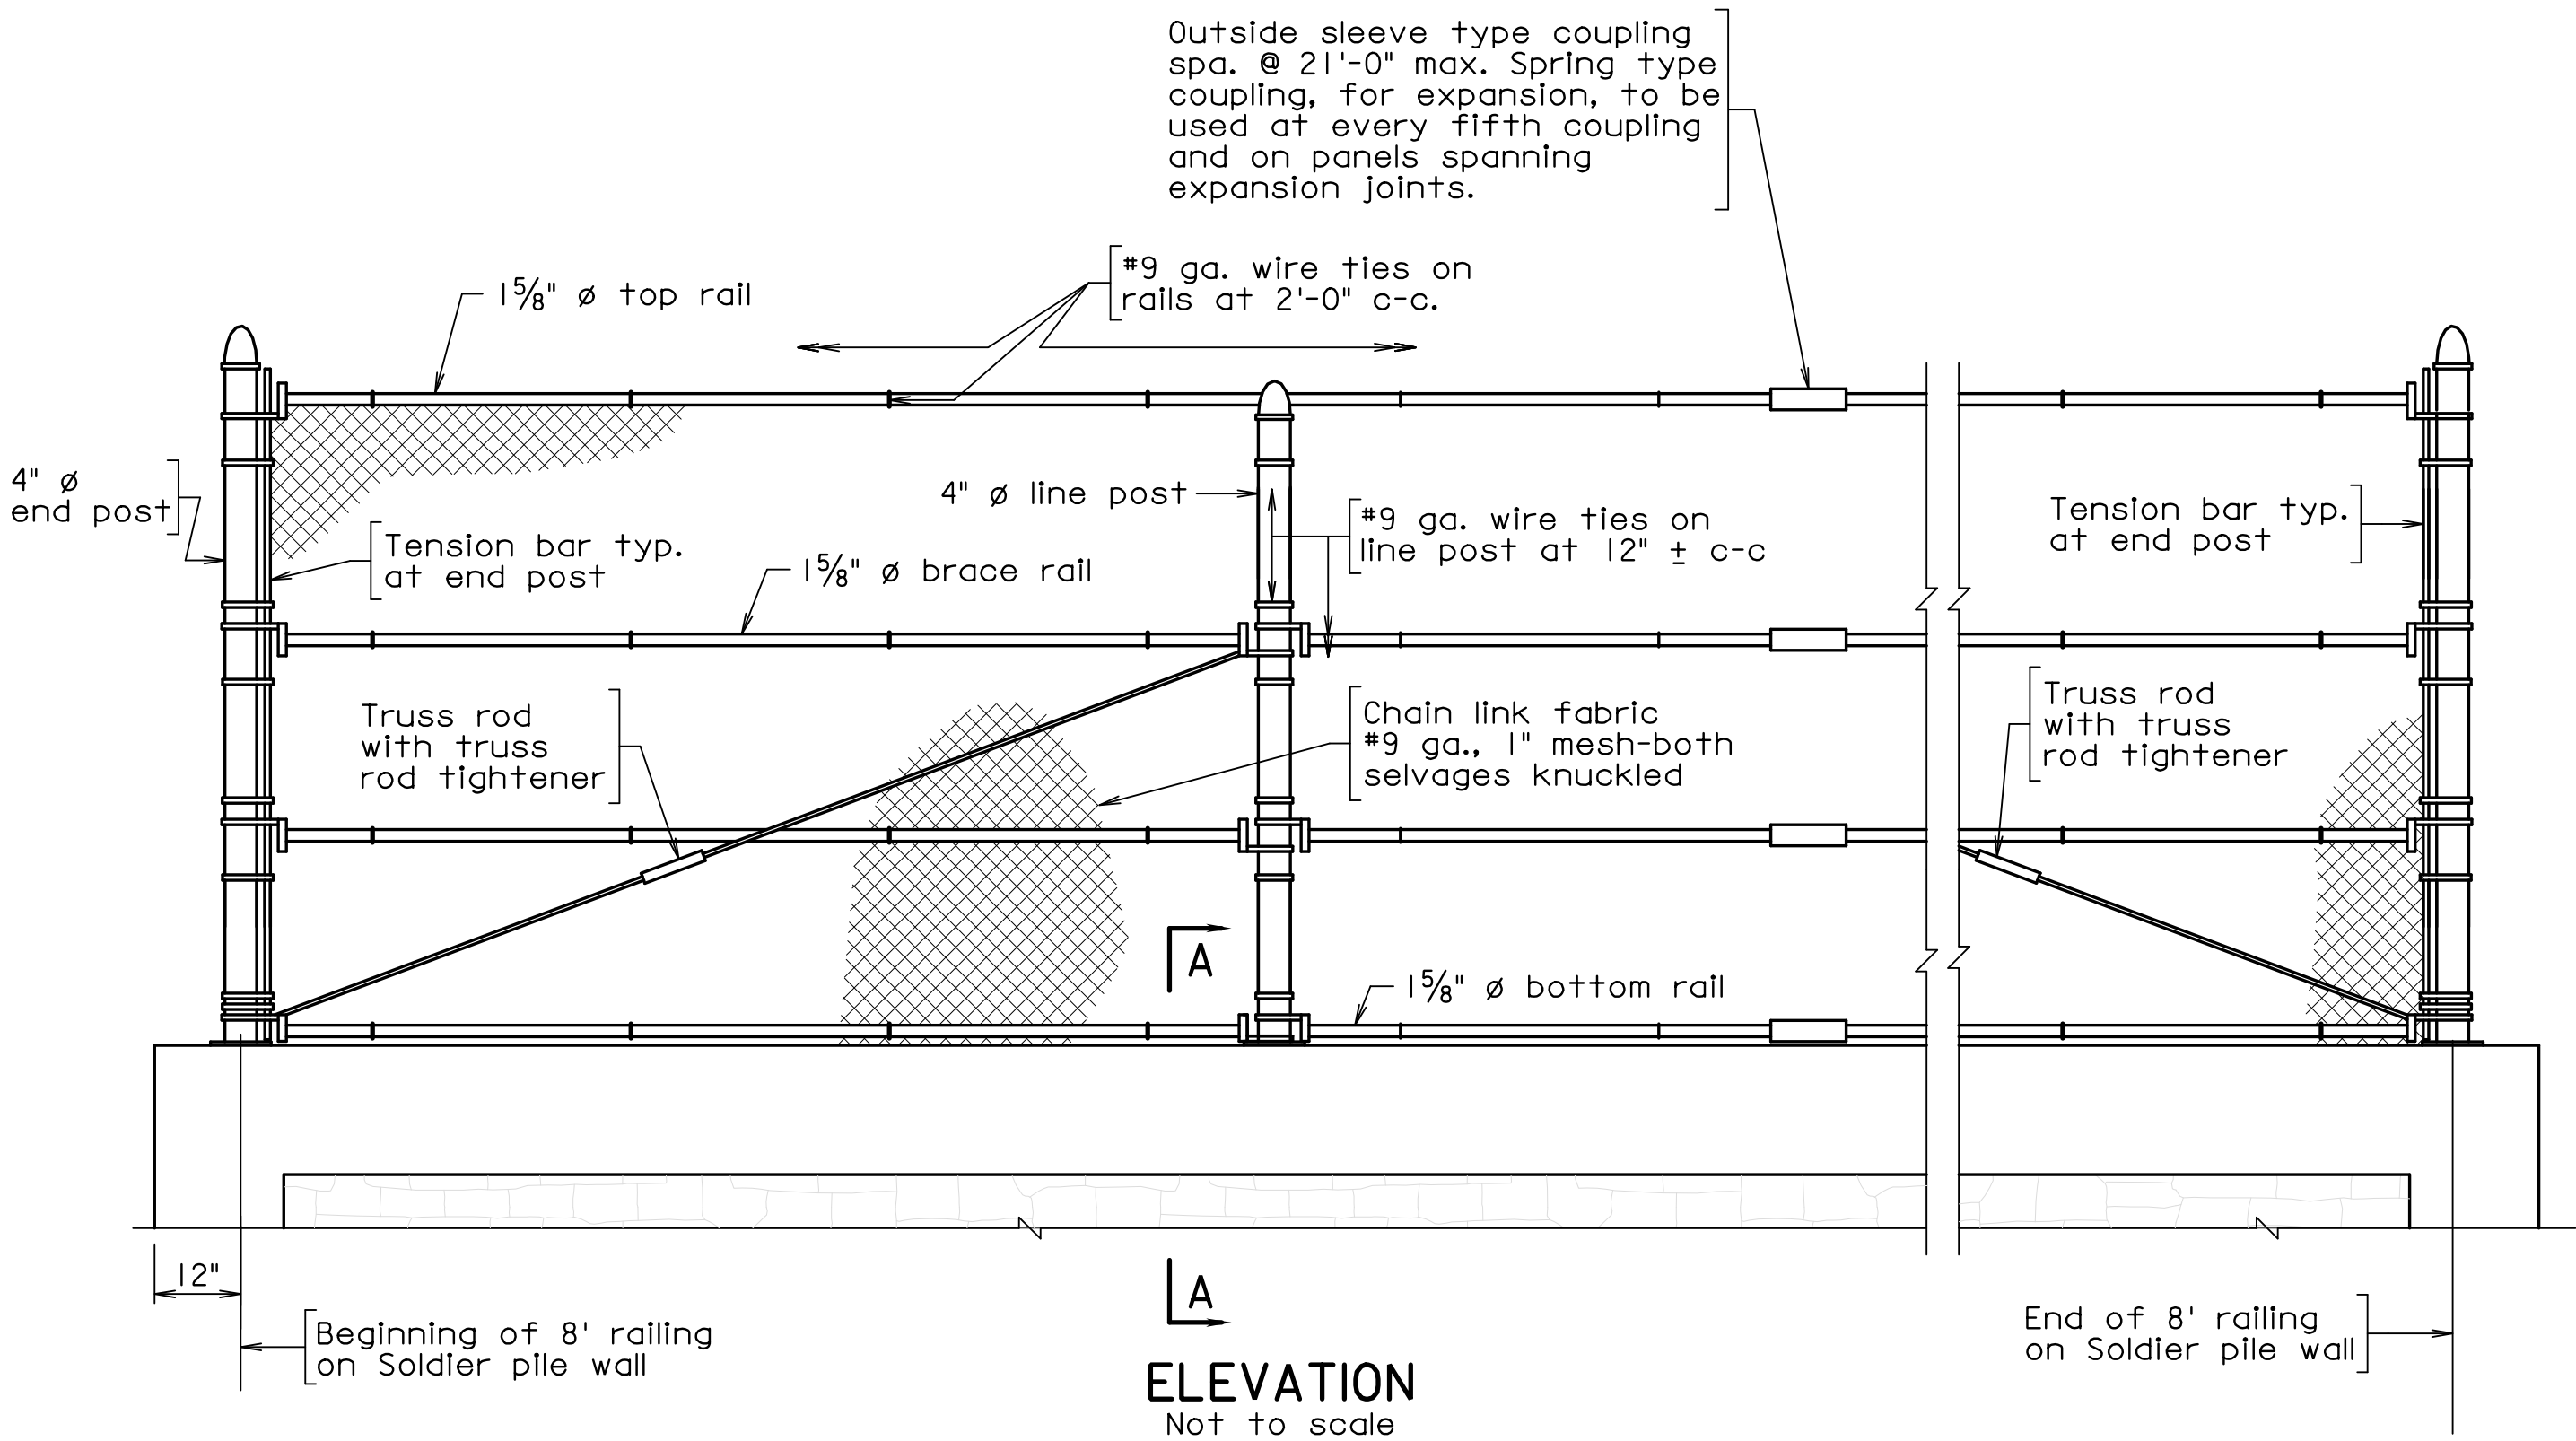 Outside sleeve type coupling
spa. @ 21'-0" max. Spring type
coupling, for expansion, to be
used at every fifth coupling
and on panels spanning
expansion joints.
#9 ga. wire ties on
rails at 2'-0" c-c.
1 5/8" ø top rail
4" ø
end post
Tension bar typ.
at end post
4" ø line post
#9 ga. wire ties on
line post at 12" ± c-c
Tension bar typ.
at end post
1 5/8" ø brace rail
Truss rod
with truss
rod tightener
Chain link fabric
#9 ga., 1" mesh-both
selvages knuckled
Truss rod
with truss
rod tightener
A
1 5/8" ø bottom rail
12"
A
Beginning of 8' railing
on Soldier pile wall
End of 8' railing
on Soldier pile wall
ELEVATION
Not to scale